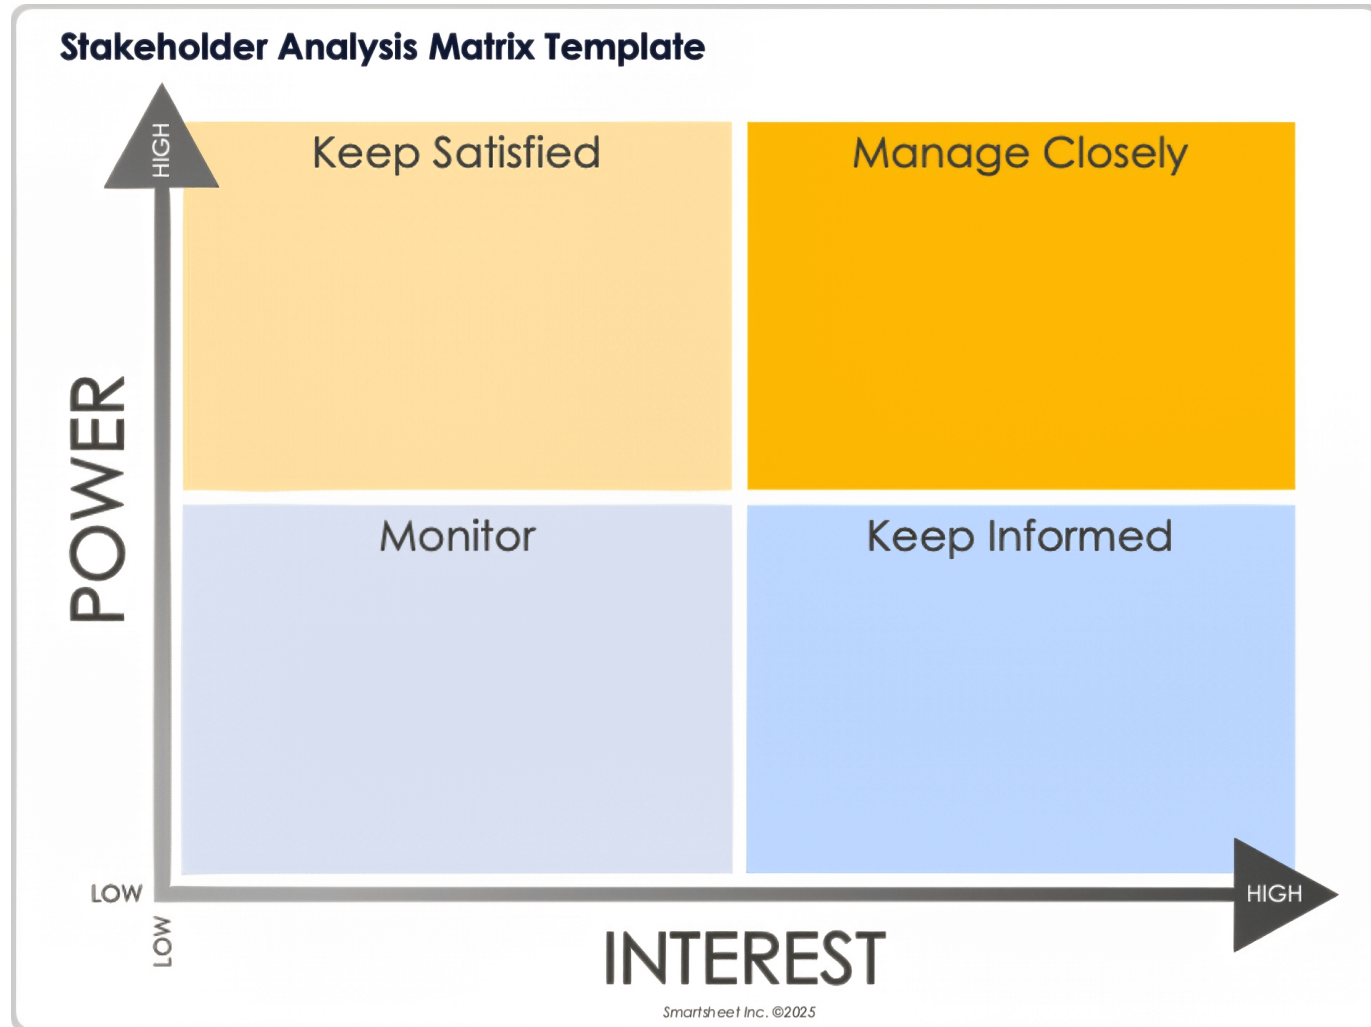 Stakeholder Analysis Matrix Template
HIGH
Keep Satisfied
Manage Closely
POWER
Monitor
Keep Informed
LOW
LOW
HIGH
INTEREST
Smartsheet Inc. ©2025